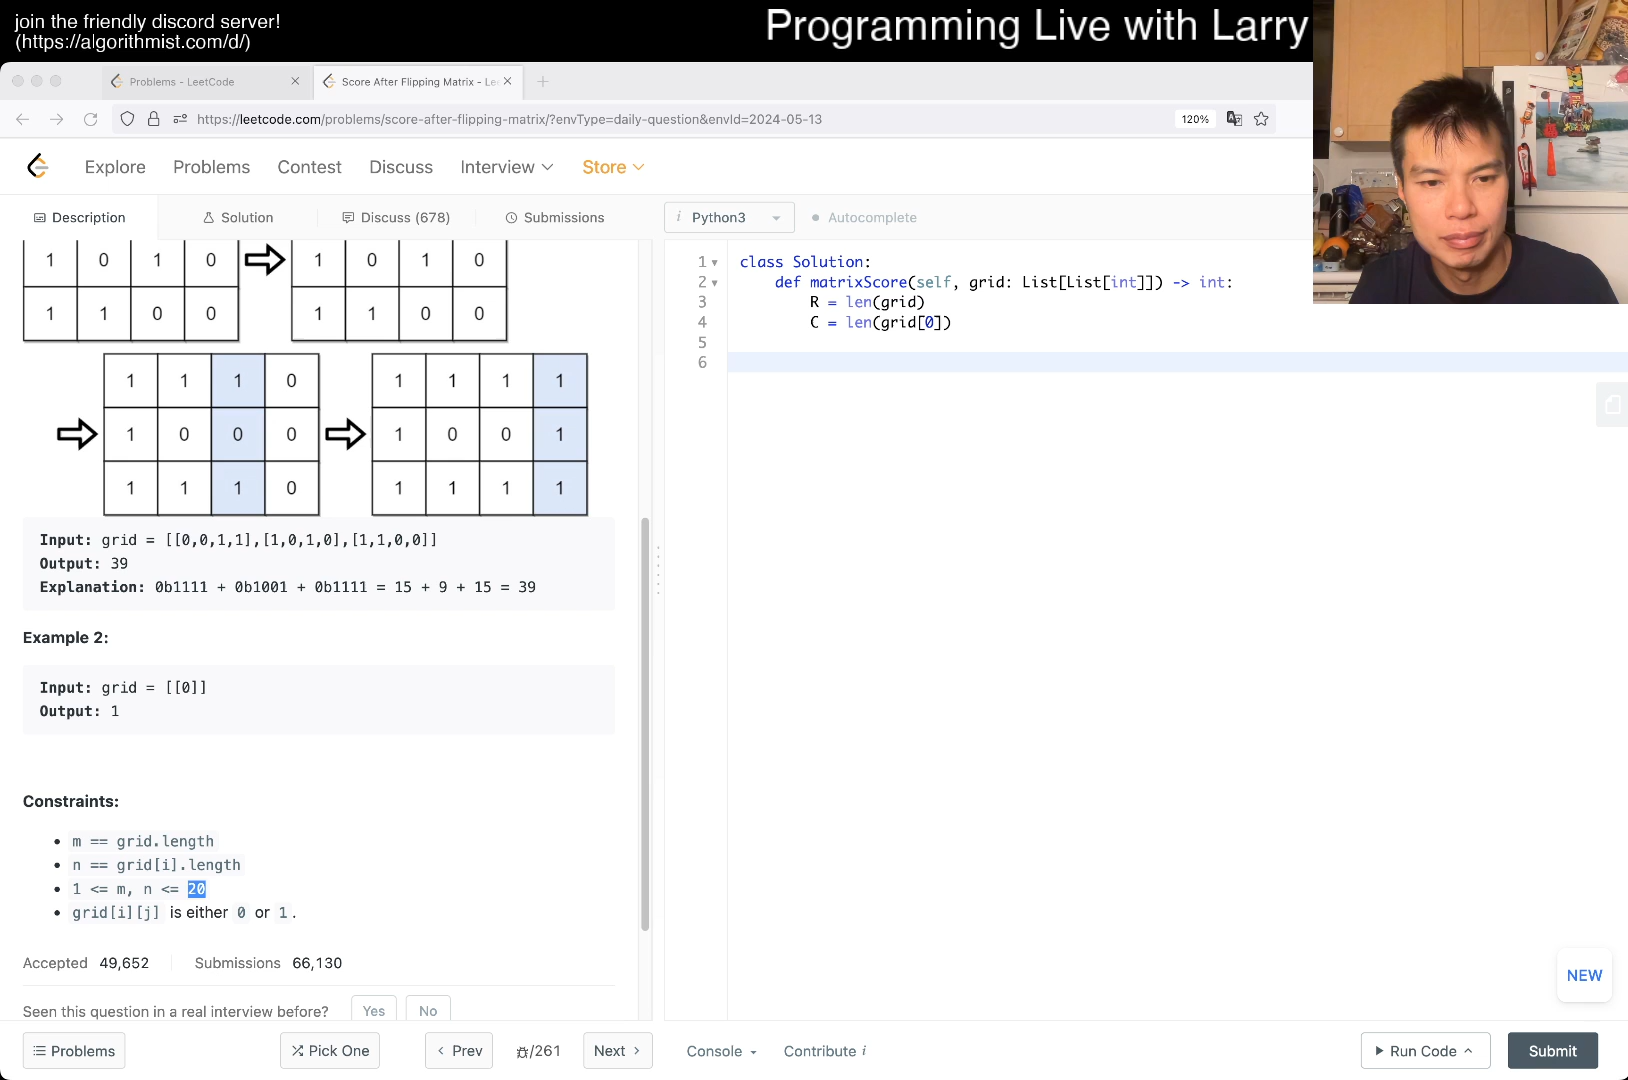 join the friendly discord server!
(https://algorithmist.com/d/)
Programming Live with Larry
Problems - LeetCode
Score After Flipping Matrix - Lee
https://leetcode.com/problems/score-after-flipping-matrix/?envType=daily-question&envId=2024-05-13
120%
Explore Problems Contest Discuss Interview Store
Description Solution Discuss (678) Submissions
i Python3 Autocomplete
1 0 1 0 1 0 1 0
1 1 0 0 1 1 0 0
1 1 1 0 1 1 1 1
1 0 0 0 1 0 0 1
1 1 1 0 1 1 1 1
Input: grid = [[0,0,1,1],[1,0,1,0],[1,1,0,0]]
Output: 39
Explanation: 0b1111 + 0b1001 + 0b1111 = 15 + 9 + 15 = 39
Example 2:
Input: grid = [[0]]
Output: 1
Constraints:
• m == grid.length
• n == grid[i].length
• 1 <= m, n <= 20
• grid[i][j] is either 0 or 1.
Accepted 49,652 Submissions 66,130
Seen this question in a real interview before? Yes No
1 class Solution:
2 def matrixScore(self, grid: List[List[int]]) -> int:
3 R = len(grid)
4 C = len(grid[0])
5
6
NEW
Problems Pick One Prev /261 Next Console Contribute i Run Code Submit